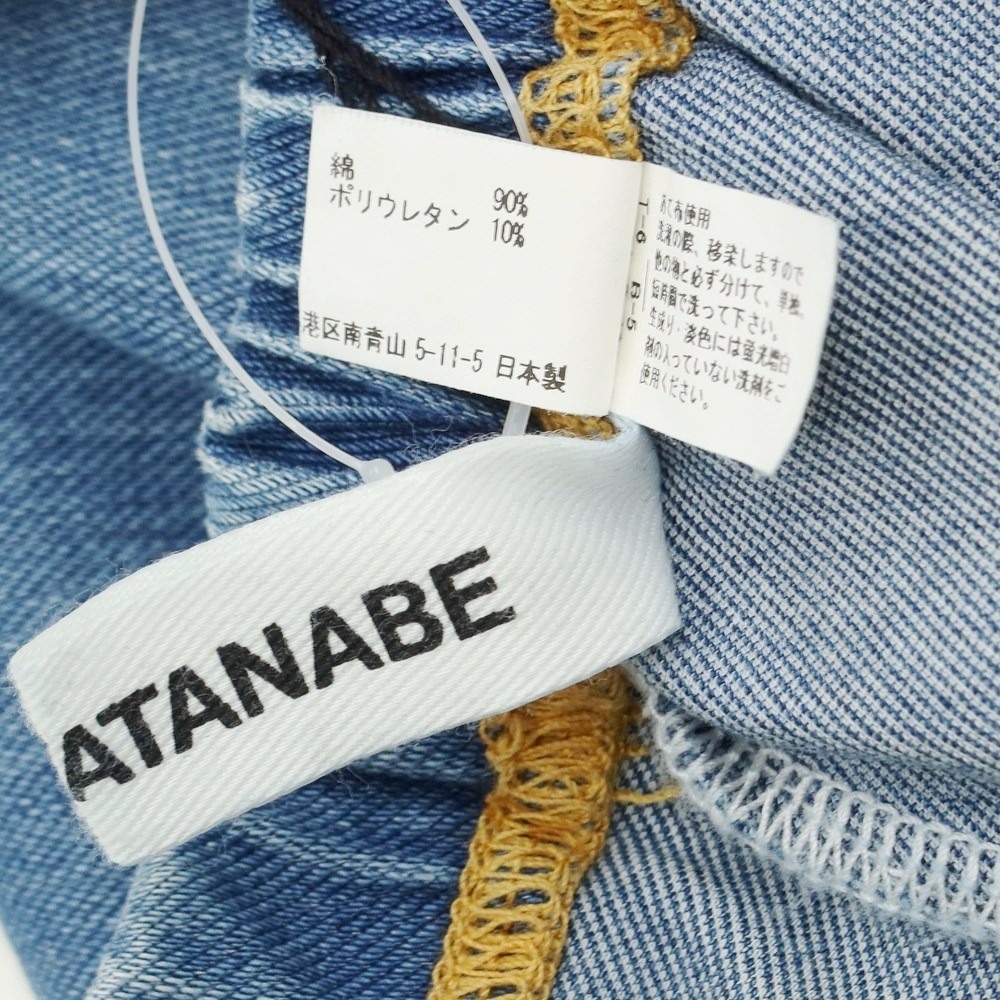 綿 90%
ポリウレタン 10%
港区南青山 5-11-5 日本製
あて布使用
洗濯の際、移染しますので
他の物と必ず分けて、単独、
短時間で洗って下さい。
生成り・淡色には蛍光増白
剤の入っていない洗剤をご
使用ください。
ATANABE